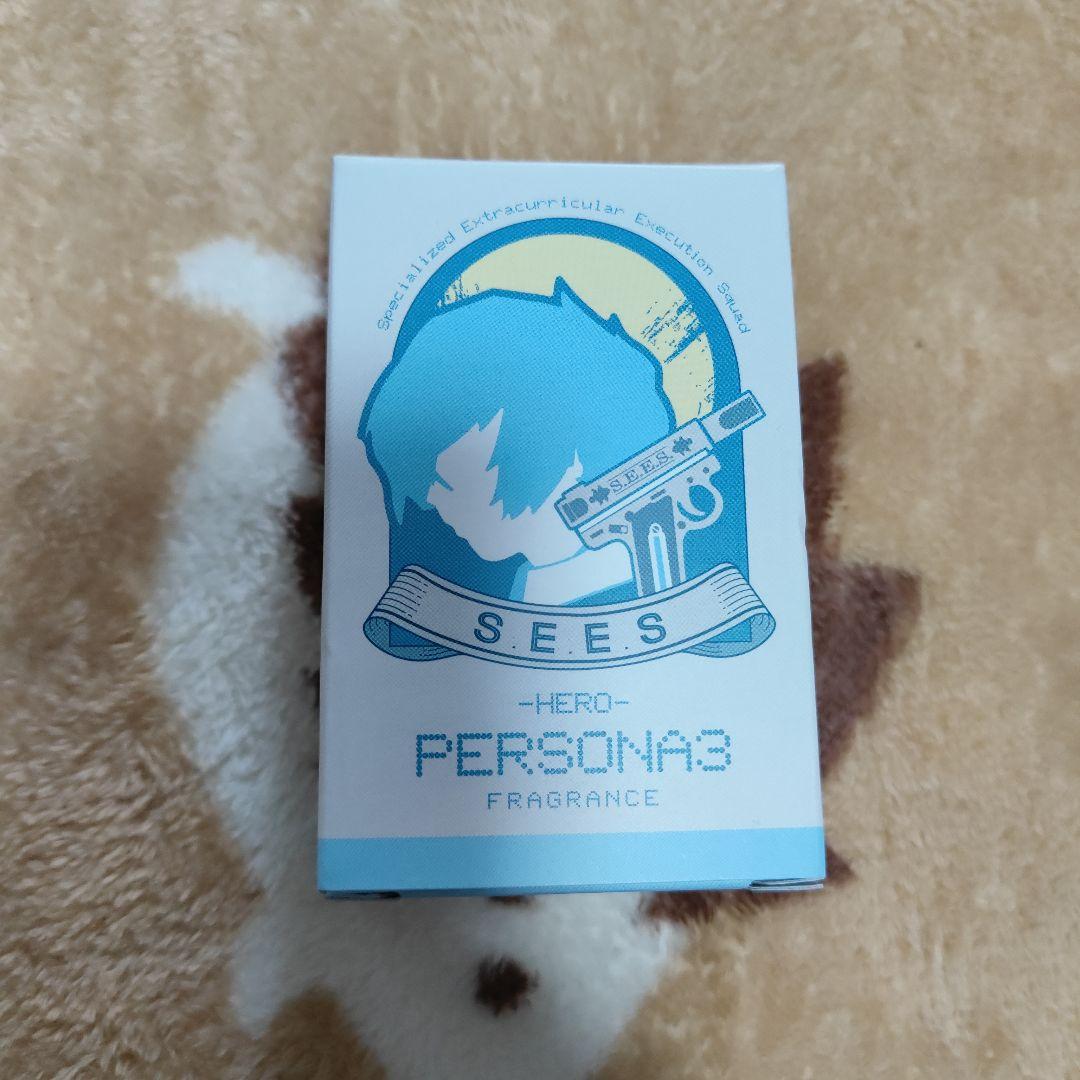 Specialized Extracurricular Execution Squad
S.E.E.S.
S.E.E.S
-HERO-
PERSONA3
FRAGRANCE